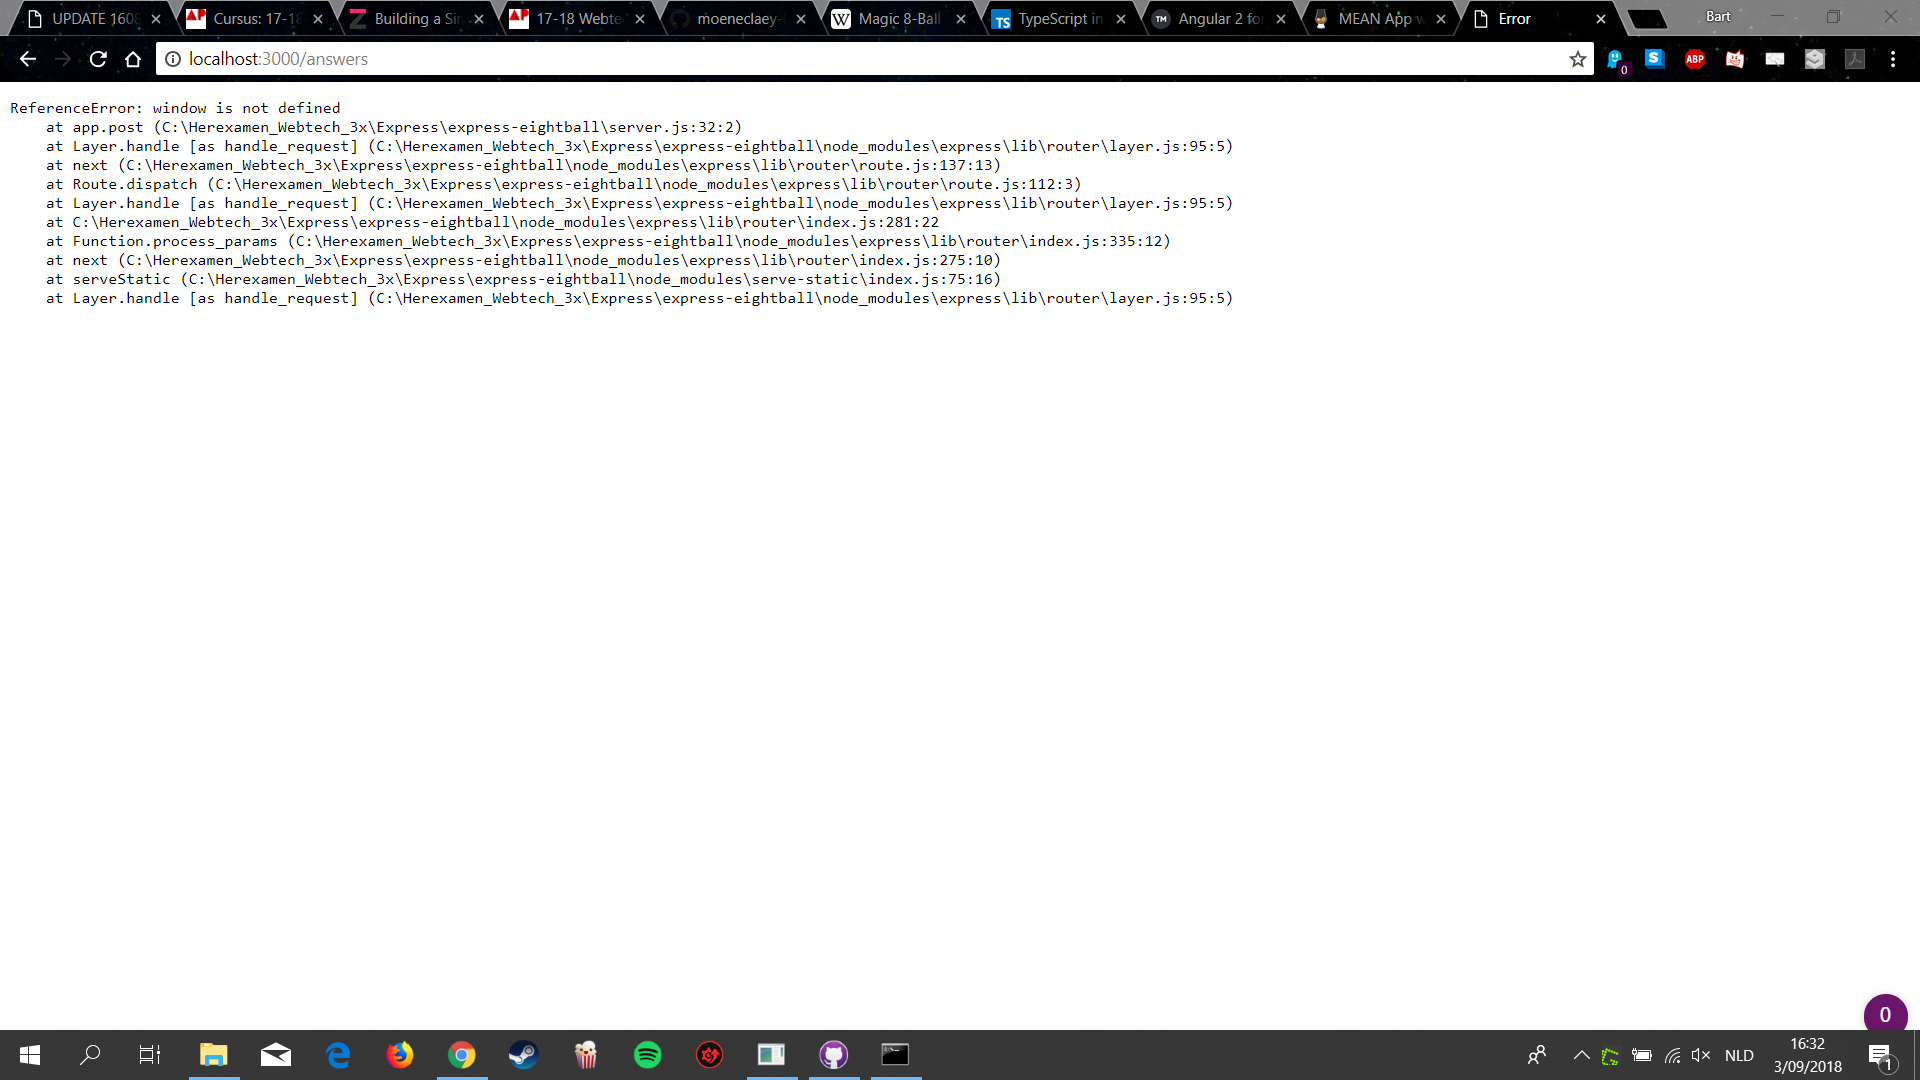 UPDATE 1608
Cursus: 17-18
Building a Sim
17-18 Webte
moeneclaey-
Magic 8-Ball
TypeScript in
Angular 2 for
MEAN App w
Error
Bart
localhost:3000/answers
ABP
0
ReferenceError: window is not defined
    at app.post (C:\Herexamen_Webtech_3x\Express\express-eightball\server.js:32:2)
    at Layer.handle [as handle_request] (C:\Herexamen_Webtech_3x\Express\express-eightball\node_modules\express\lib\router\layer.js:95:5)
    at next (C:\Herexamen_Webtech_3x\Express\express-eightball\node_modules\express\lib\router\route.js:137:13)
    at Route.dispatch (C:\Herexamen_Webtech_3x\Express\express-eightball\node_modules\express\lib\router\route.js:112:3)
    at Layer.handle [as handle_request] (C:\Herexamen_Webtech_3x\Express\express-eightball\node_modules\express\lib\router\layer.js:95:5)
    at C:\Herexamen_Webtech_3x\Express\express-eightball\node_modules\express\lib\router\index.js:281:22
    at Function.process_params (C:\Herexamen_Webtech_3x\Express\express-eightball\node_modules\express\lib\router\index.js:335:12)
    at next (C:\Herexamen_Webtech_3x\Express\express-eightball\node_modules\express\lib\router\index.js:275:10)
    at serveStatic (C:\Herexamen_Webtech_3x\Express\express-eightball\node_modules\serve-static\index.js:75:16)
    at Layer.handle [as handle_request] (C:\Herexamen_Webtech_3x\Express\express-eightball\node_modules\express\lib\router\layer.js:95:5)
0
NLD
16:32
3/09/2018
1